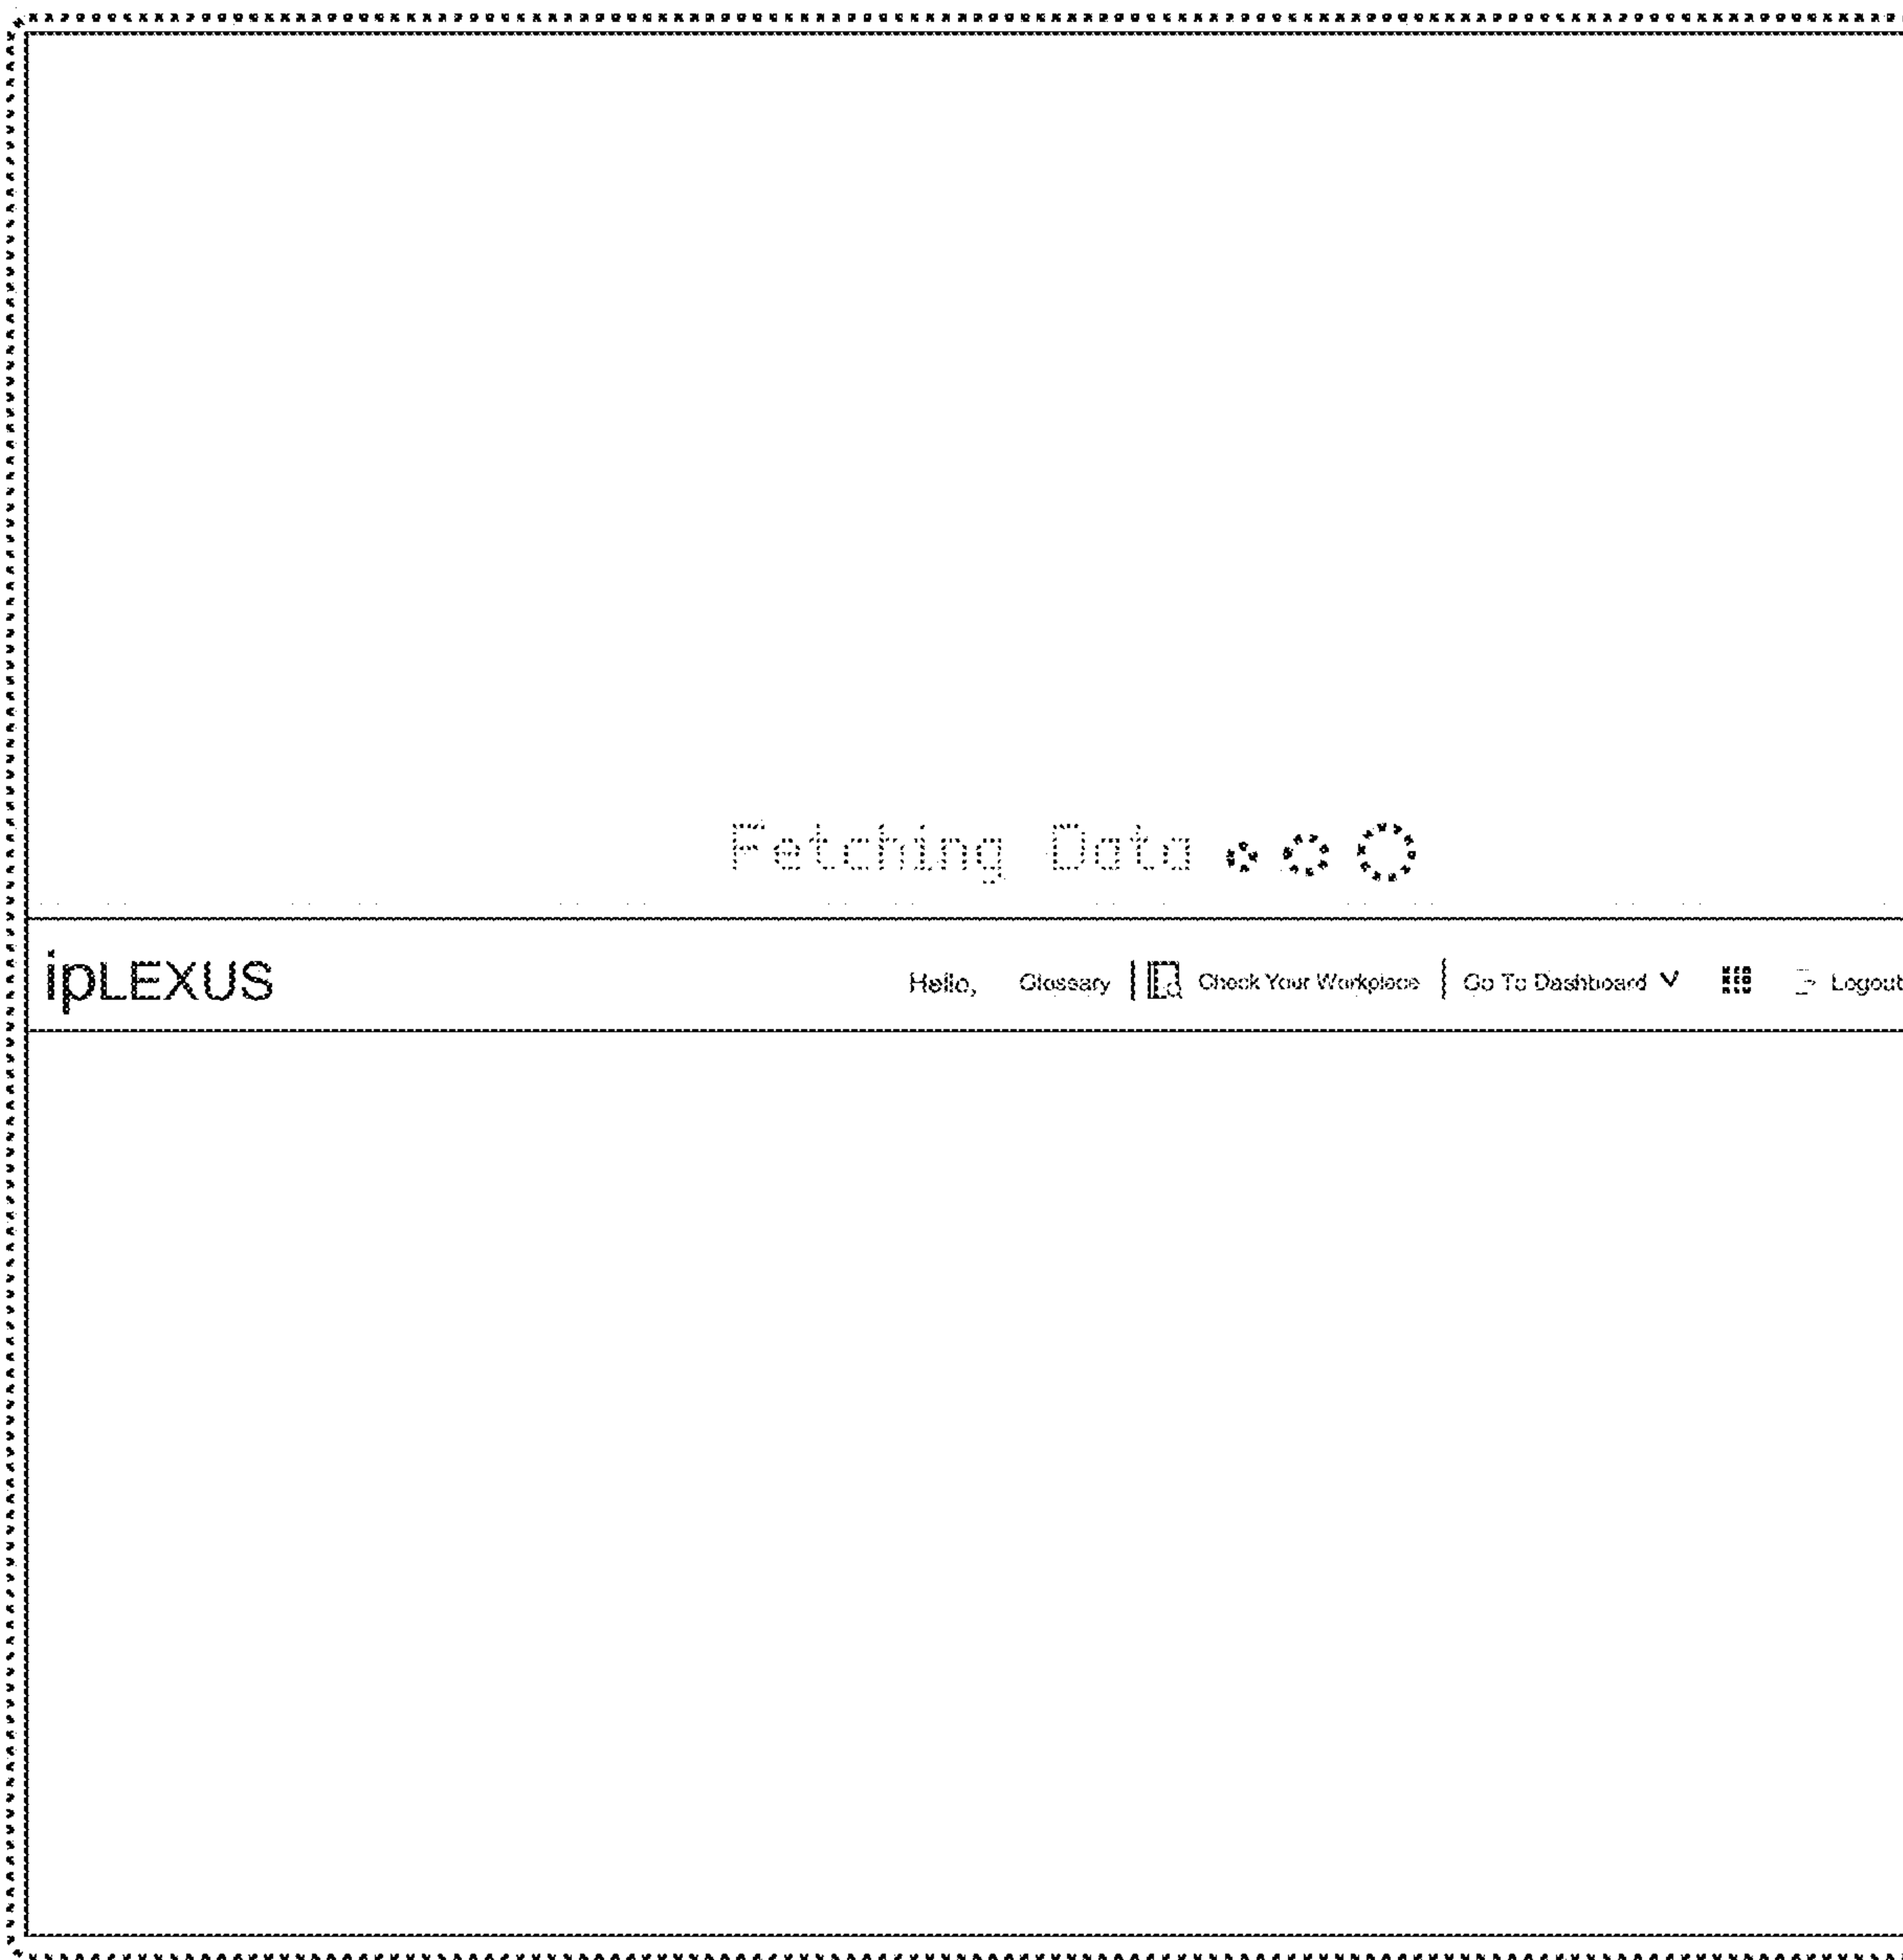 Fetching Data
ipLEXUS Hello, Glossary Check Your Workplace Go To Dashboard Logout